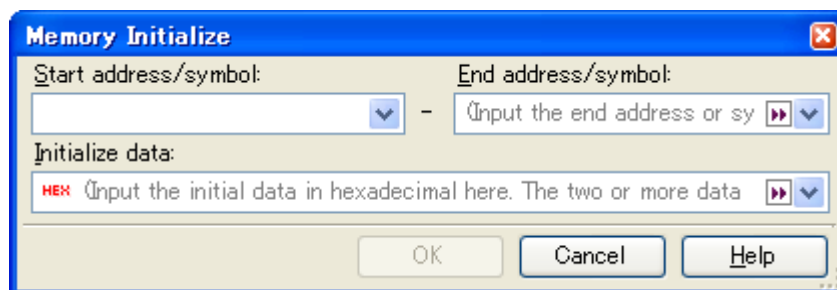 Memory Initialize
Start address/symbol: End address/symbol:
- (Input the end address or sy
Initialize data:
HEX (Input the initial data in hexadecimal here. The two or more data
OK Cancel Help